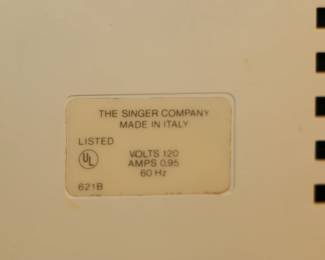 THE SINGER COMPANY
MADE IN ITALY
LISTED
UL
VOLTS 120
AMPS 0.95
60 Hz
621B